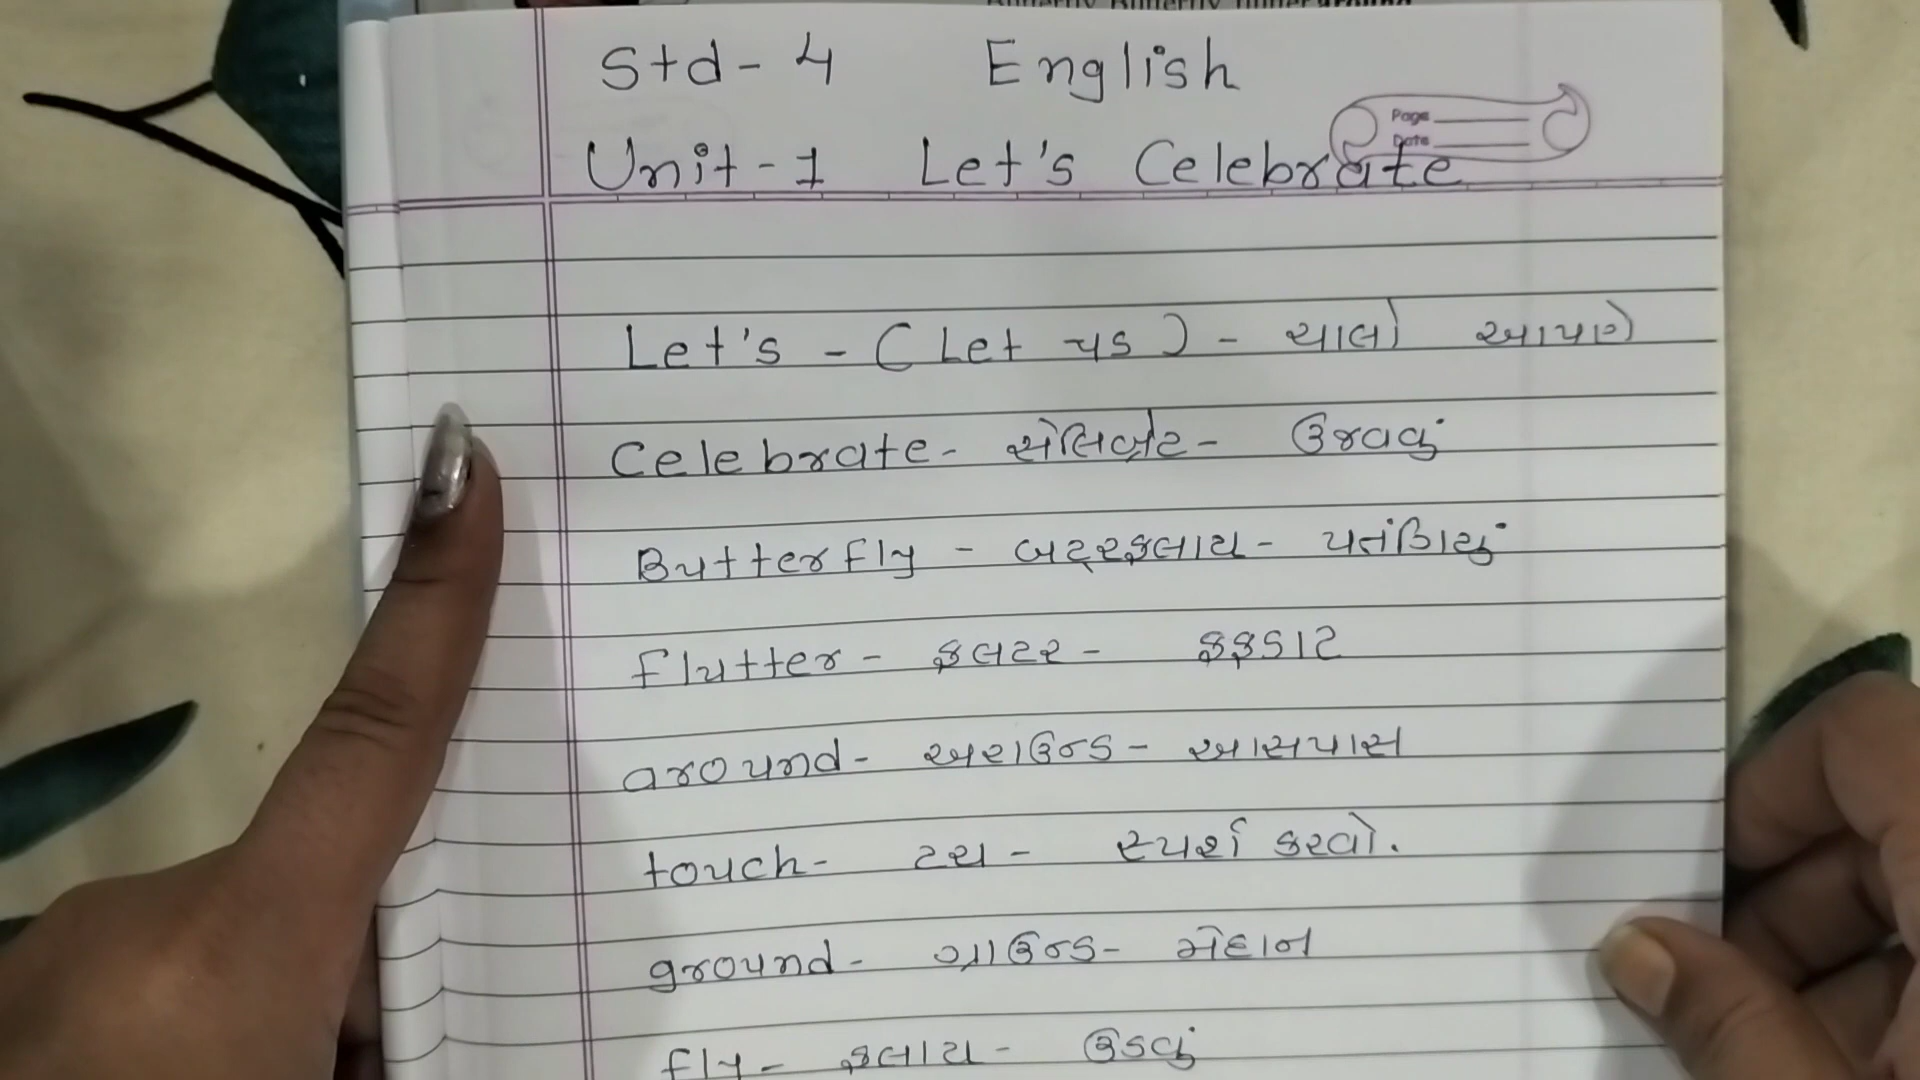 Std-4 English
Page
Date
Unit-1 Let's Celebrate
Let's - (Let us) - ચાલો આપણે
Celebrate- સેલિબ્રેટ- ઉજવવું
Butterfly - બટરફ્લાય- પતંગિયું
flutter- ફ્લટર- ફફડાટ
around- અરાઉન્ડ- આસપાસ
touch- ટચ- સ્પર્શ કરવો.
ground- ગ્રાઉન્ડ- મેદાન
fly- ફ્લાય- ઉડવું